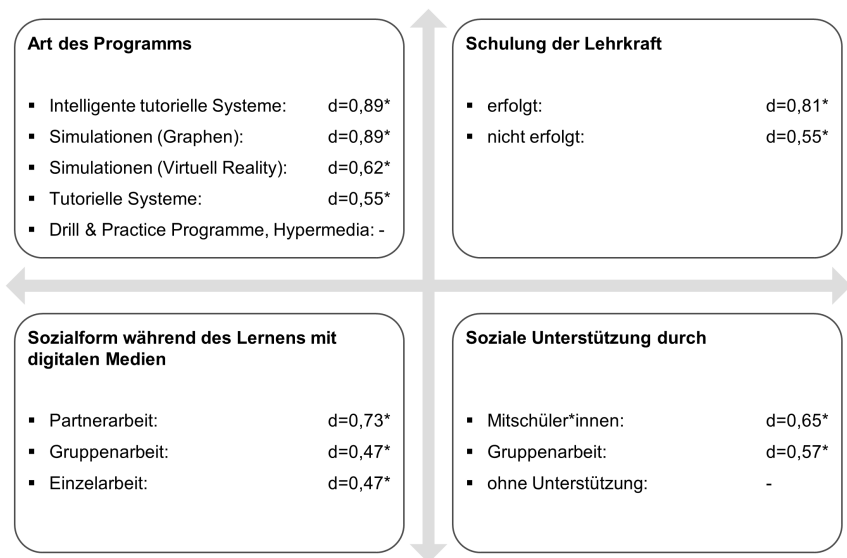 Art des Programms
▪ Intelligente tutorielle Systeme: d=0,89*
▪ Simulationen (Graphen): d=0,89*
▪ Simulationen (Virtuell Reality): d=0,62*
▪ Tutorielle Systeme: d=0,55*
▪ Drill & Practice Programme, Hypermedia: -
Schulung der Lehrkraft
▪ erfolgt: d=0,81*
▪ nicht erfolgt: d=0,55*
Sozialform während des Lernens mit
digitalen Medien
▪ Partnerarbeit: d=0,73*
▪ Gruppenarbeit: d=0,47*
▪ Einzelarbeit: d=0,47*
Soziale Unterstützung durch
▪ Mitschüler*innen: d=0,65*
▪ Gruppenarbeit: d=0,57*
▪ ohne Unterstützung: -